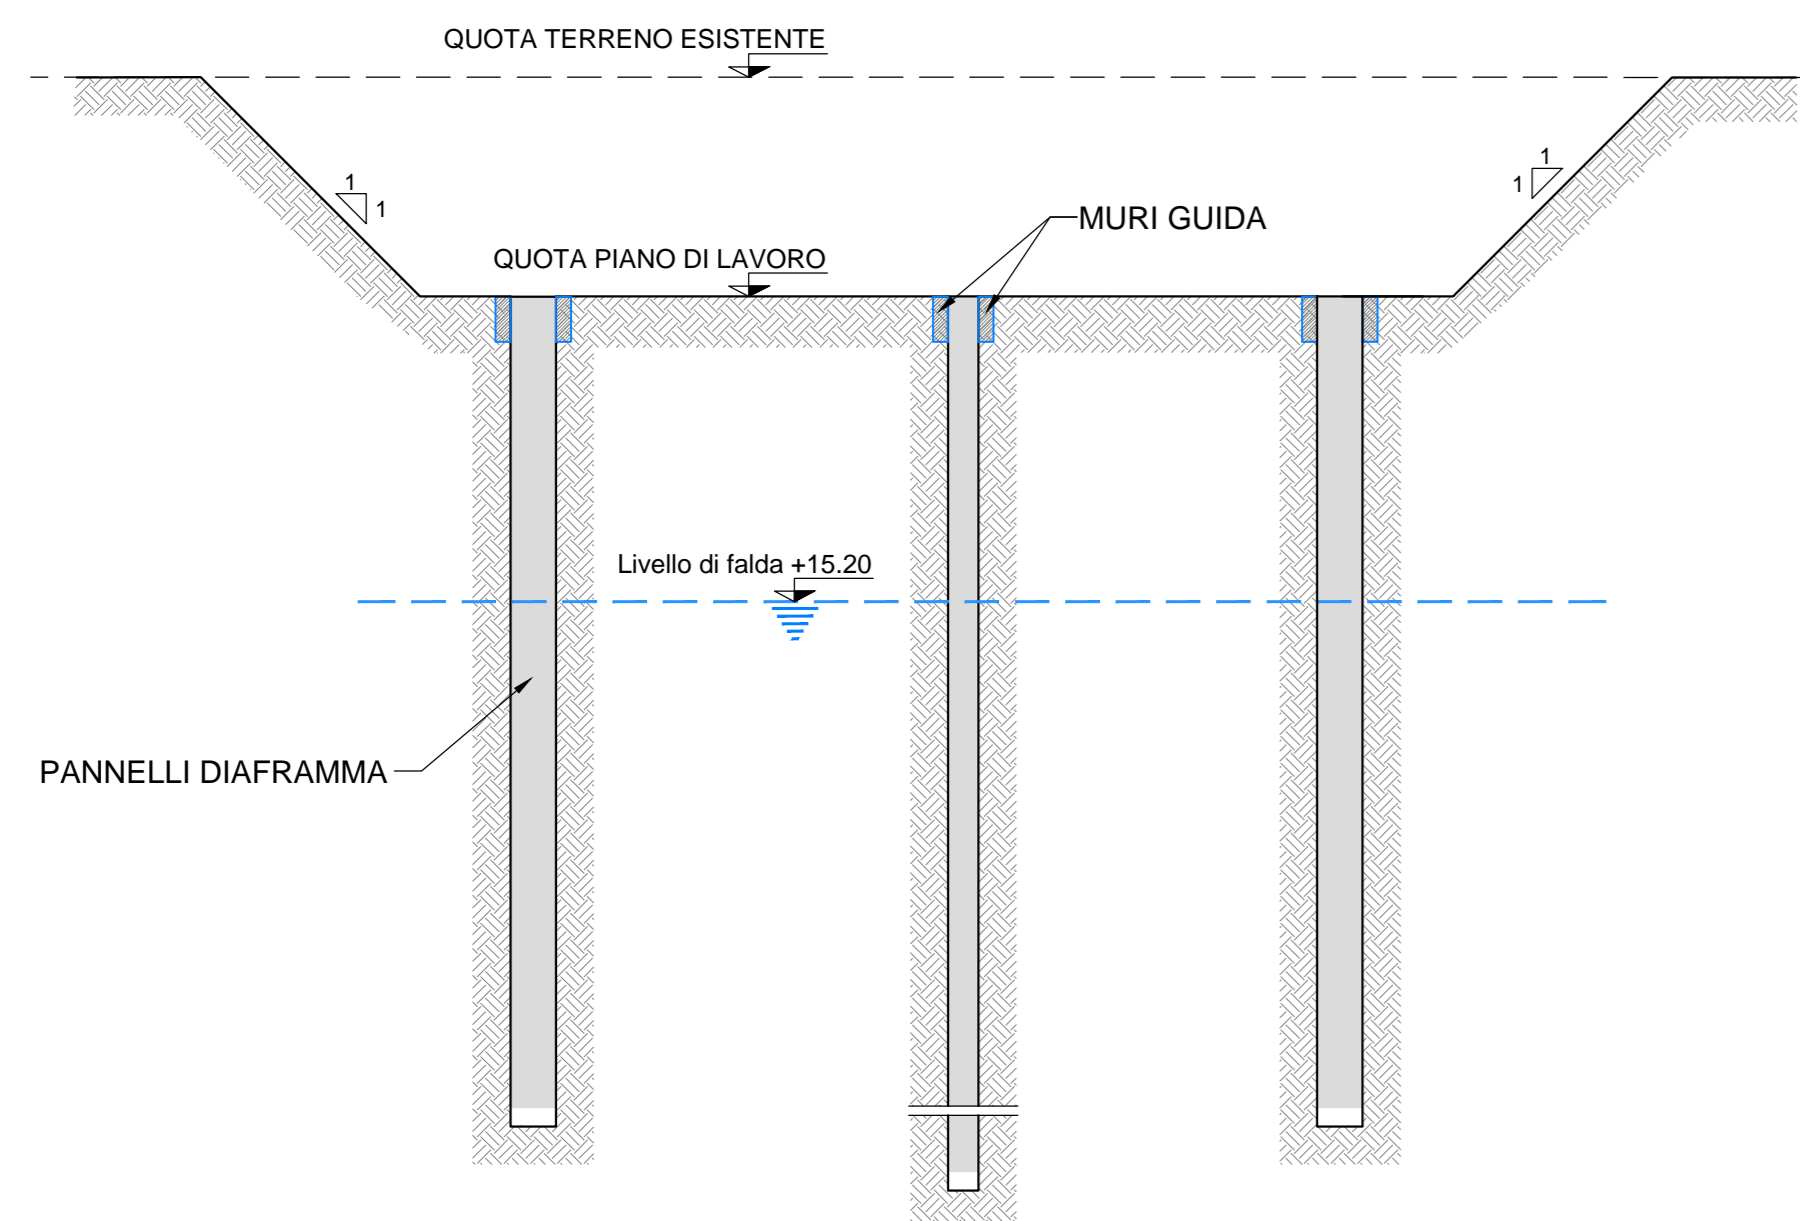 QUOTA TERRENO ESISTENTE
1
1
1
1
MURI GUIDA
QUOTA PIANO DI LAVORO
Livello di falda +15.20
PANNELLI DIAFRAMMA